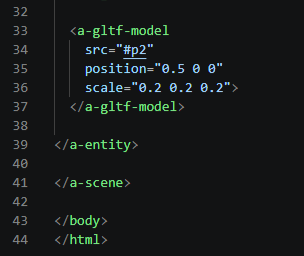 32
33 <a-gltf-model
34 src="#p2"
35 position="0.5 0 0"
36 scale="0.2 0.2 0.2">
37 </a-gltf-model>
38
39 </a-entity>
40
41 </a-scene>
42
43 </body>
44 </html>